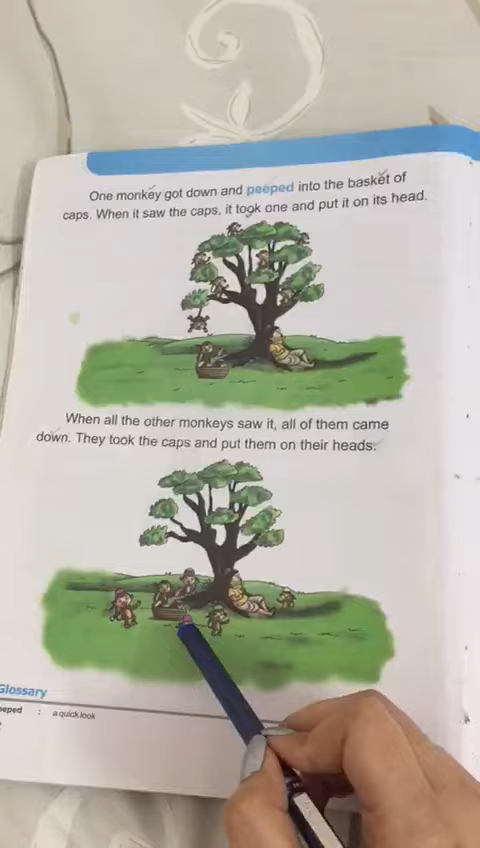 One monkey got down and peeped into the basket of
caps. When it saw the caps, it took one and put it on its head.
When all the other monkeys saw it, all of them came
down. They took the caps and put them on their heads.
Glossary
eeped : a quick look